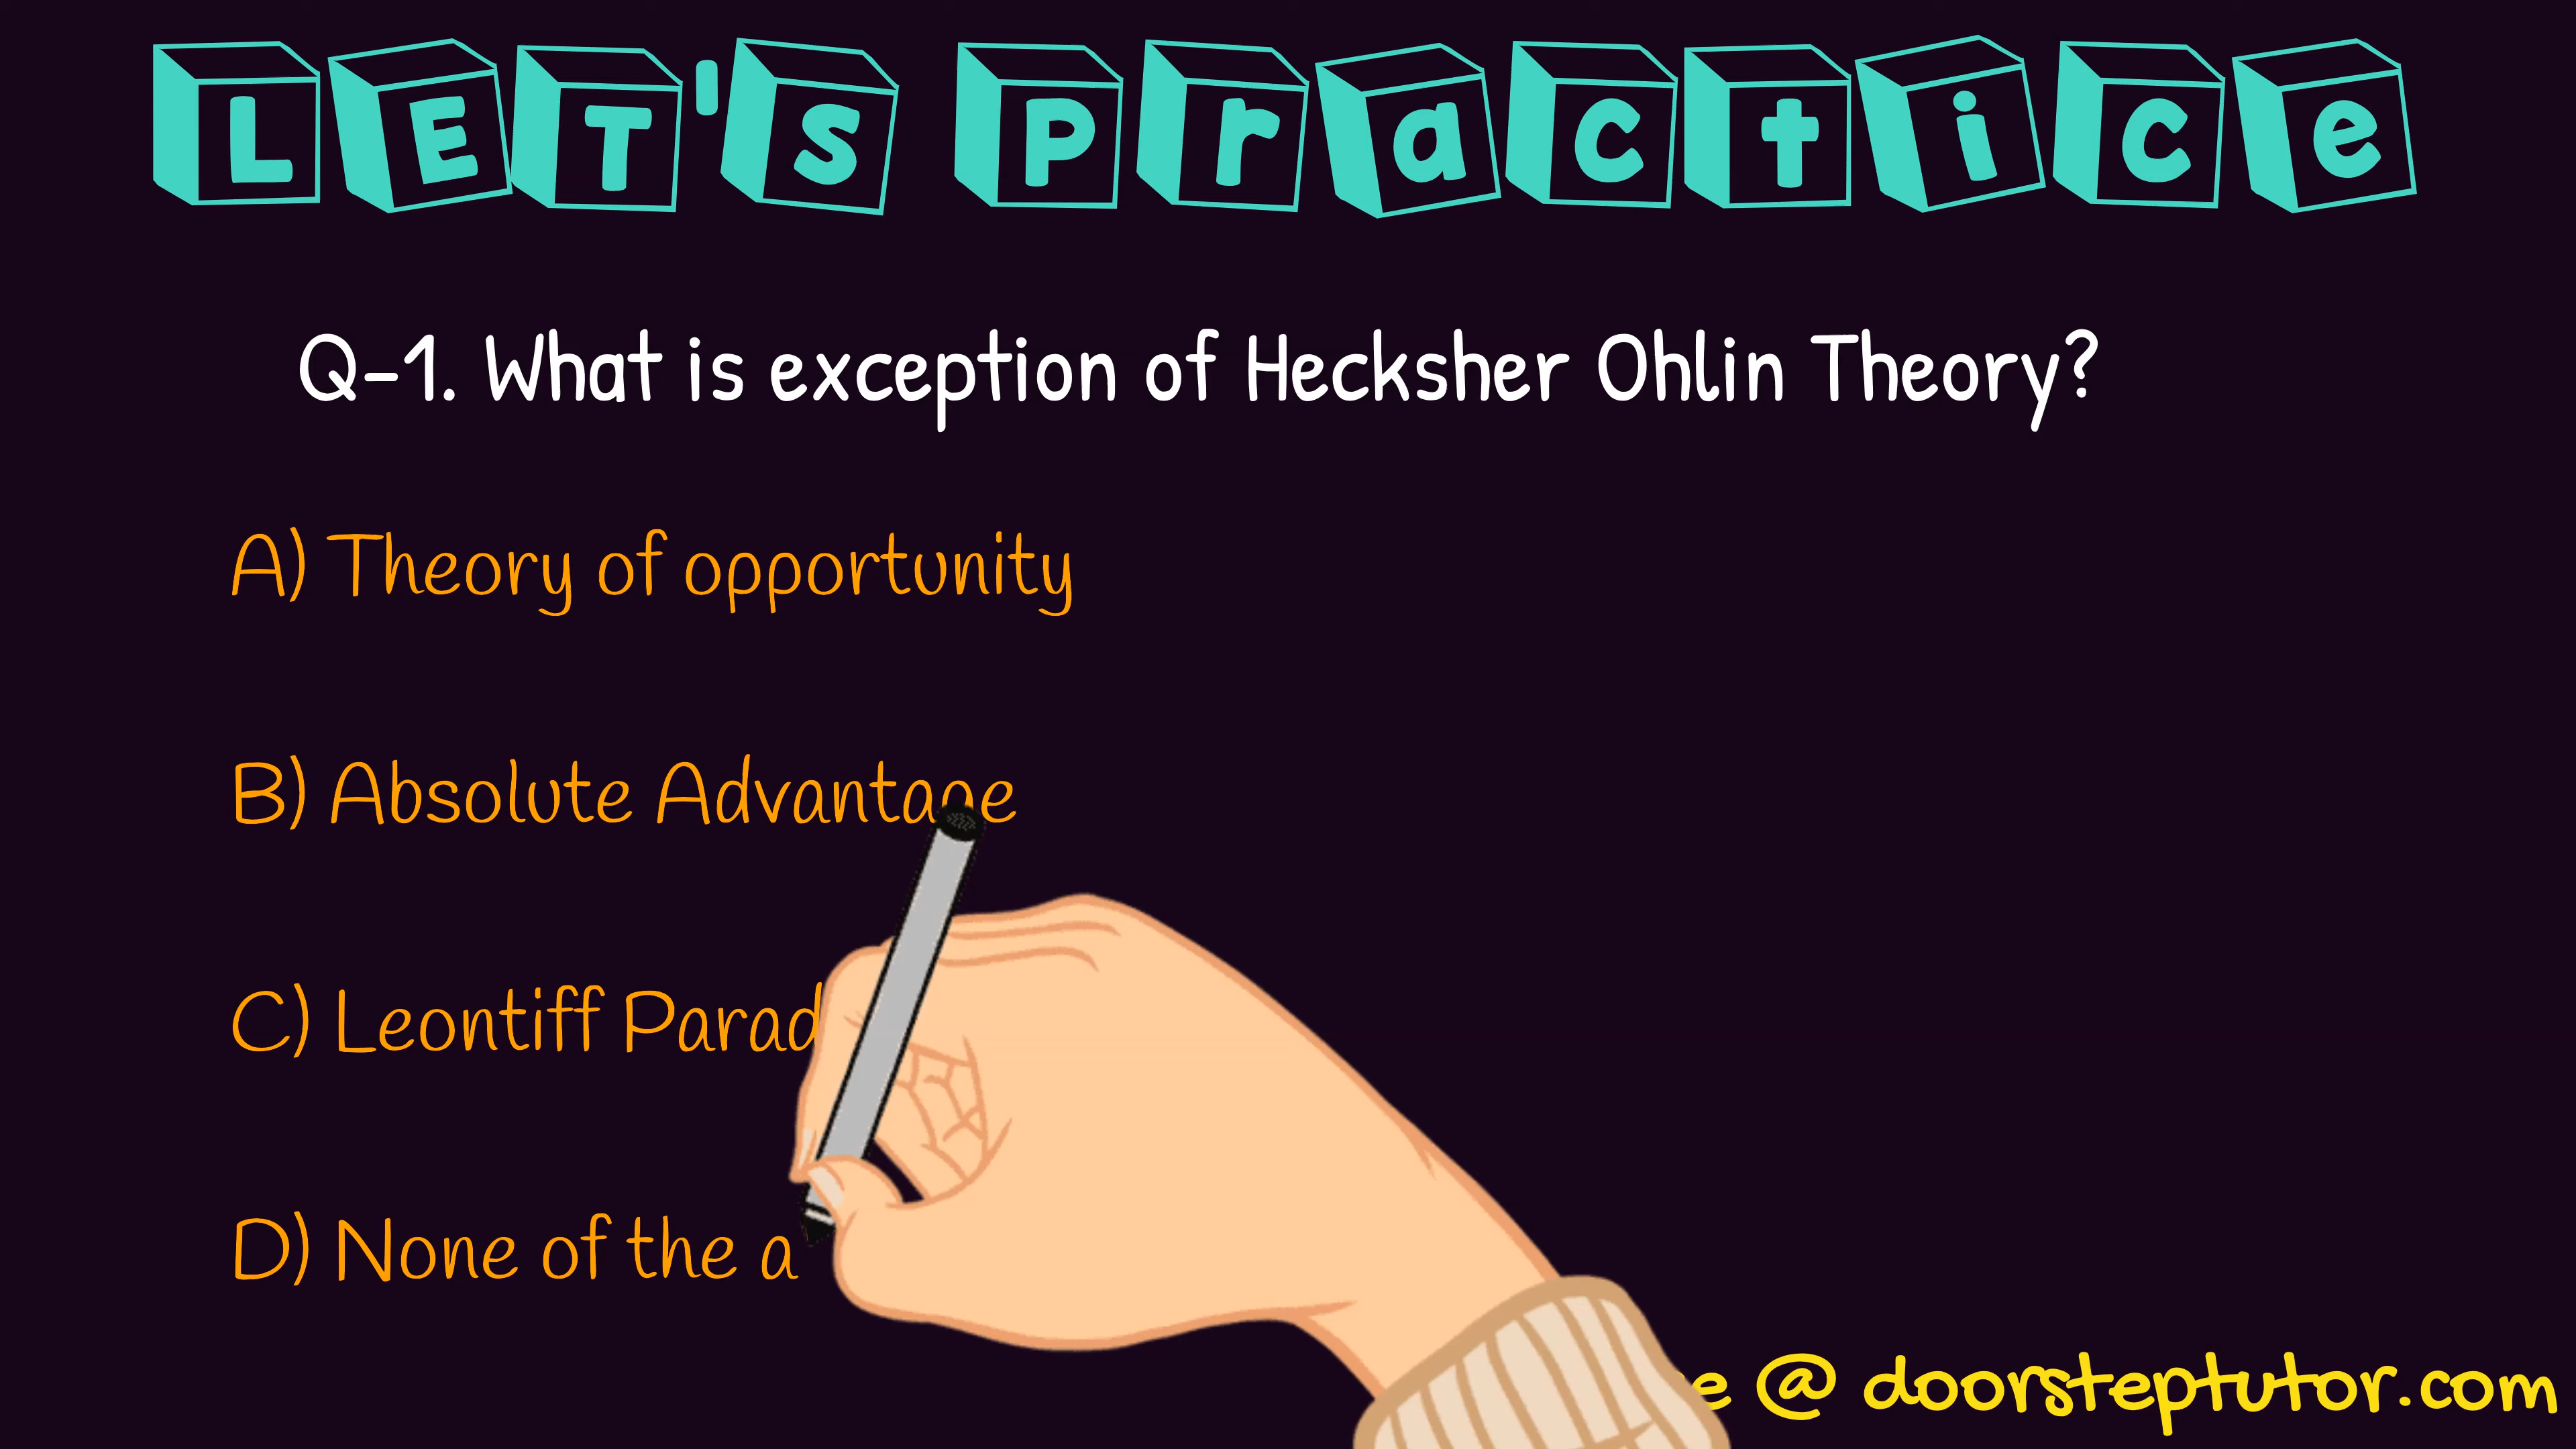 LET'S Practice
Q-1. What is exception of Hecksher Ohlin Theory?
A) Theory of opportunity
B) Absolute Advantage
C) Leontiff
D) None of the a
@ doorsteptutor.com